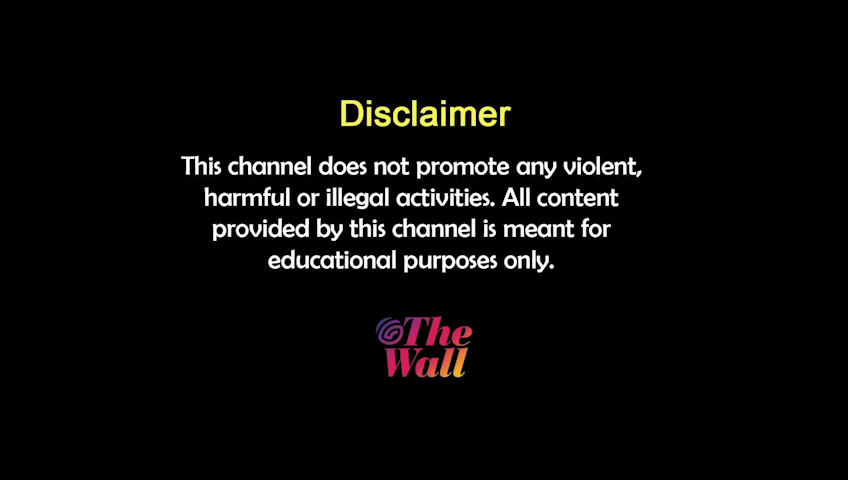 Disclaimer
This channel does not promote any violent,
harmful or illegal activities. All content
provided by this channel is meant for
educational purposes only.
The
Wall